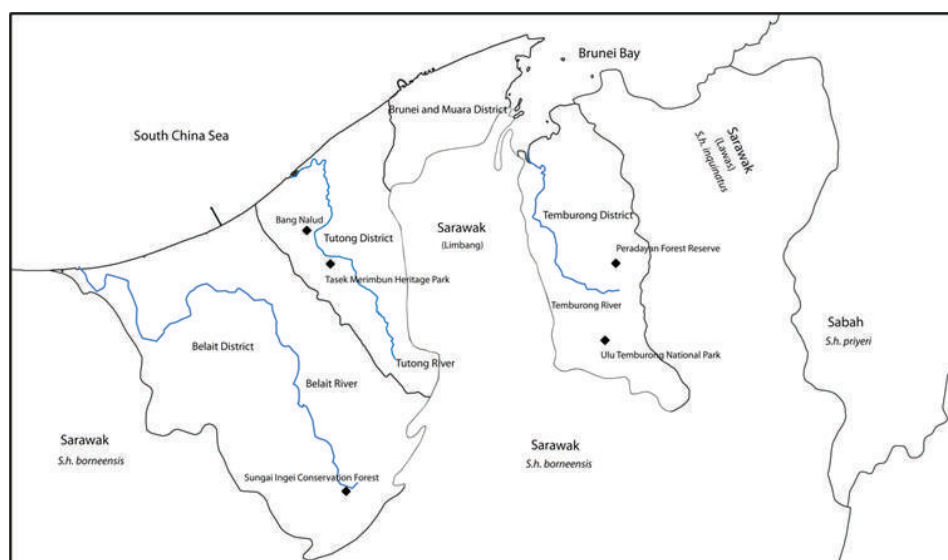 Brunei Bay
Brunei and Muara District
South China Sea
Sarawak
(Lawas)
S.h. inquinatus
Bang Nalud
Tutong District
Sarawak
(Limbang)
Temburong District
Peradayan Forest Reserve
Tasek Merimbun Heritage Park
Temburong River
Sabah
S.h. priyeri
Belait District
Tutong River
Ulu Temburong National Park
Belait River
Sarawak
S.h. borneensis
Sarawak
S.h. borneensis
Sungai Ingei Conservation Forest